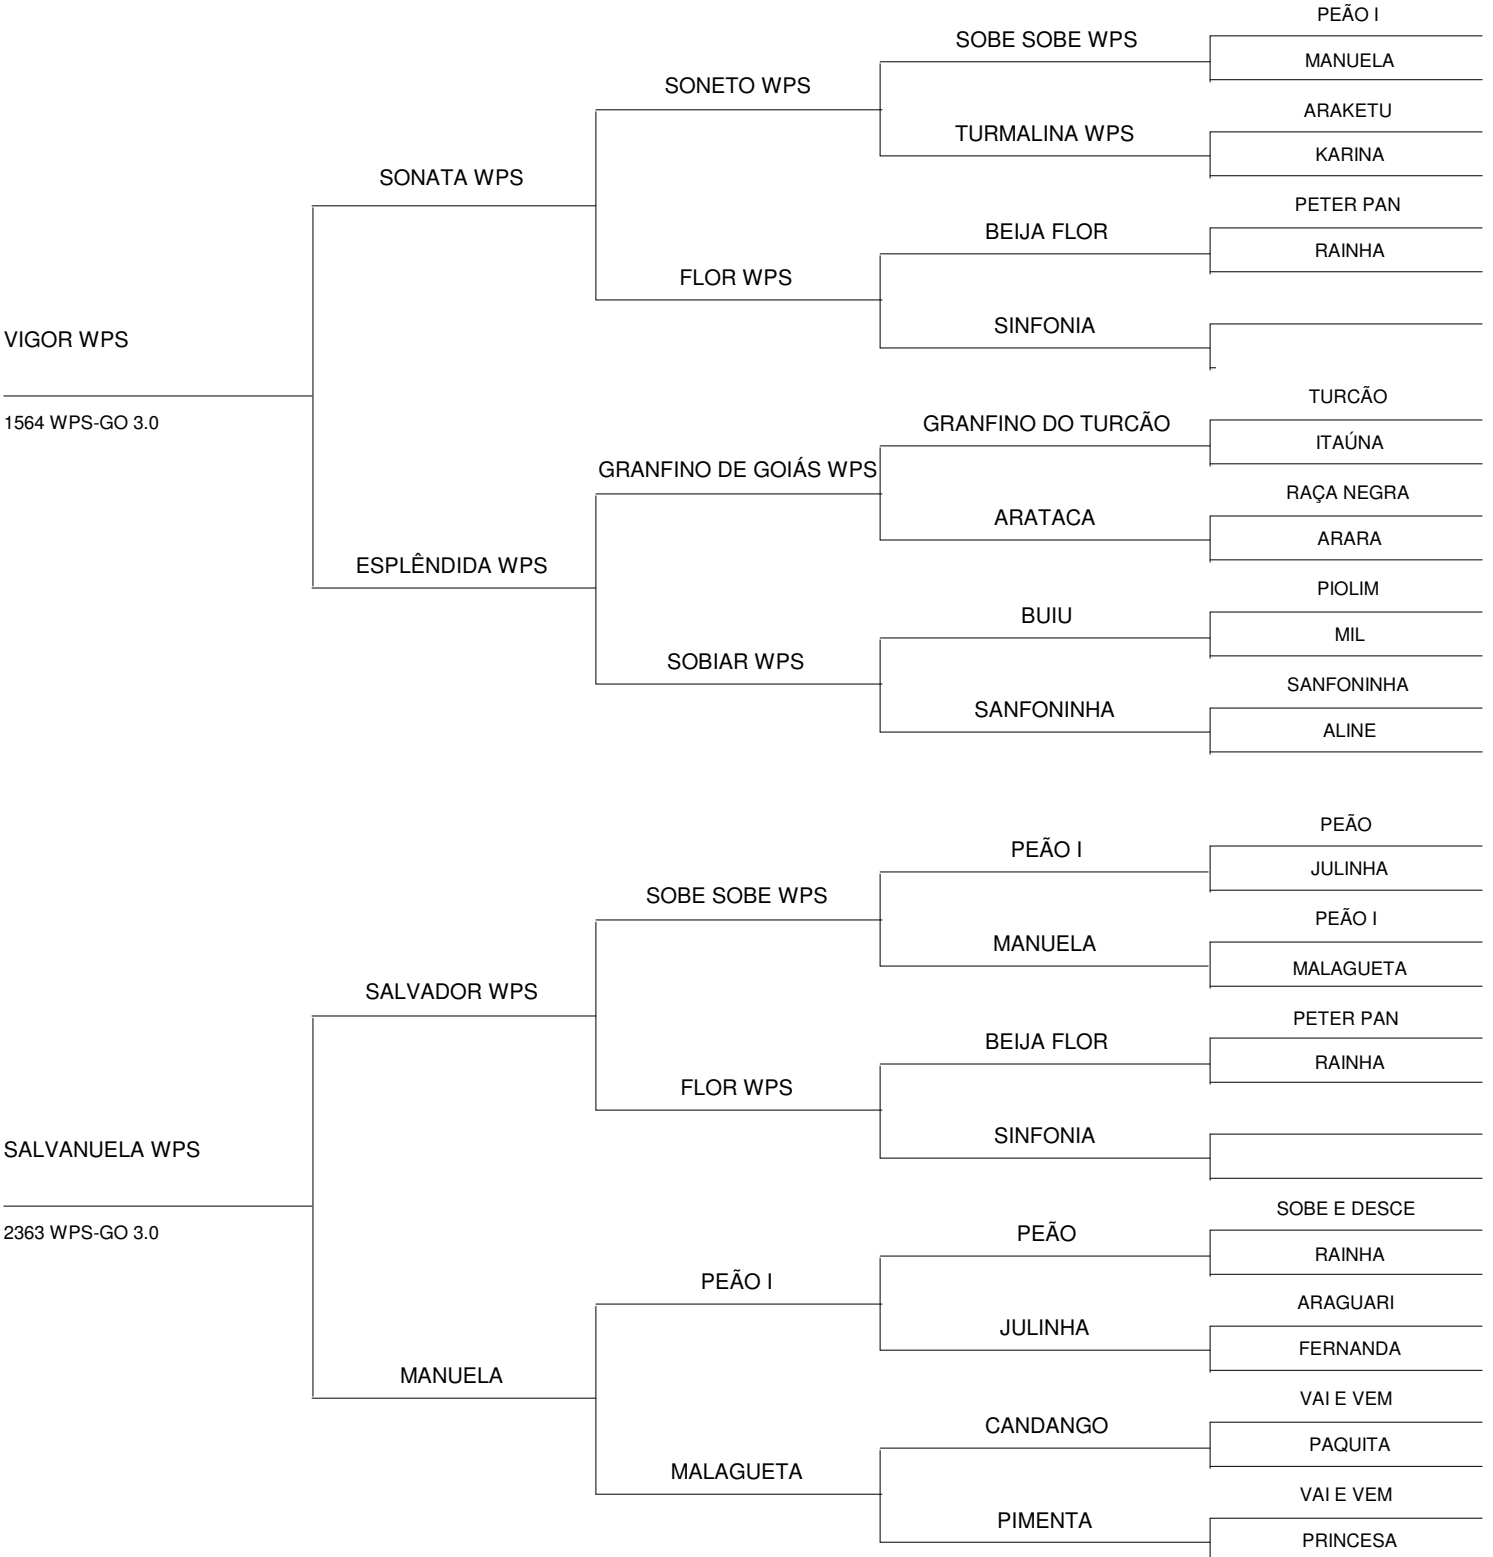 PEÃO I
SOBE SOBE WPS
MANUELA
SONETO WPS
ARAKETU
TURMALINA WPS
KARINA
SONATA WPS
PETER PAN
BEIJA FLOR
RAINHA
FLOR WPS
SINFONIA
VIGOR WPS
1564 WPS-GO 3.0
TURCÃO
GRANFINO DO TURCÃO
ITAÚNA
GRANFINO DE GOIÁS WPS
RAÇA NEGRA
ARATACA
ARARA
ESPLÊNDIDA WPS
PIOLIM
BUIU
MIL
SOBIAR WPS
SANFONINHA
SANFONINHA
ALINE
PEÃO
PEÃO I
JULINHA
SOBE SOBE WPS
PEÃO I
MANUELA
MALAGUETA
SALVADOR WPS
PETER PAN
BEIJA FLOR
RAINHA
FLOR WPS
SINFONIA
SALVANUELA WPS
2363 WPS-GO 3.0
SOBE E DESCE
PEÃO
RAINHA
PEÃO I
ARAGUARI
JULINHA
FERNANDA
MANUELA
VAI E VEM
CANDANGO
PAQUITA
MALAGUETA
VAI E VEM
PIMENTA
PRINCESA